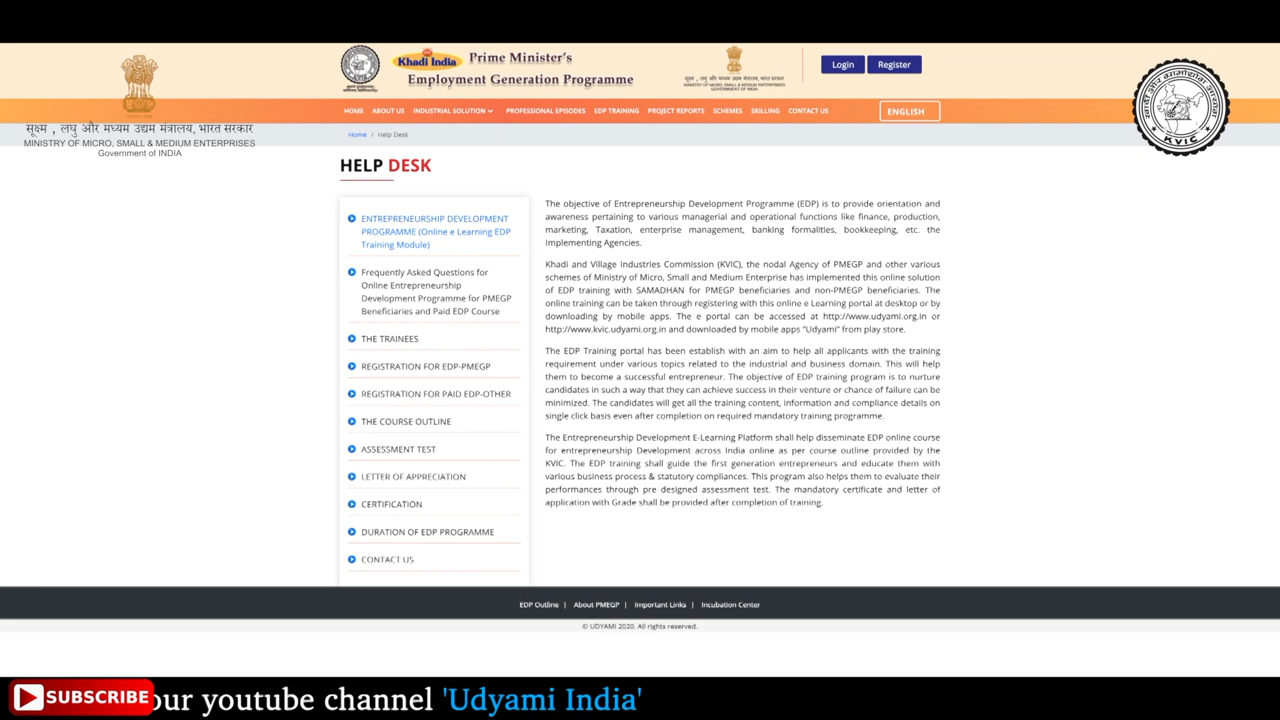 Khadi India
Prime Minister's
Employment Generation Programme
MINISTRY OF MICRO, SMALL & MEDIUM ENTERPRISES
GOVERNMENT OF INDIA
Login
Register
HOME ABOUT US INDUSTRIAL SOLUTION PROFESSIONAL EPISODES EDP TRAINING PROJECT REPORTS SCHEMES SKILLING CONTACT US
ENGLISH
सूक्ष्म , लघु और मध्यम उद्यम मंत्रालय, भारत सरकार
MINISTRY OF MICRO, SMALL & MEDIUM ENTERPRISES
Government of INDIA
KVIC
Home / Help Desk
HELP DESK
ENTREPRENEURSHIP DEVELOPMENT
PROGRAMME (Online e Learning EDP
Training Module)
Frequently Asked Questions for
Online Entrepreneurship
Development Programme for PMEGP
Beneficiaries and Paid EDP Course
THE TRAINEES
REGISTRATION FOR EDP-PMEGP
REGISTRATION FOR PAID EDP-OTHER
THE COURSE OUTLINE
ASSESSMENT TEST
LETTER OF APPRECIATION
CERTIFICATION
DURATION OF EDP PROGRAMME
CONTACT US
The objective of Entrepreneurship Development Programme (EDP) is to provide orientation and
awareness pertaining to various managerial and operational functions like finance, production,
marketing, Taxation, enterprise management, banking formalities, bookkeeping, etc. the
Implementing Agencies.
Khadi and Village Industries Commission (KVIC), the nodal Agency of PMEGP and other various
schemes of Ministry of Micro, Small and Medium Enterprise has implemented this online solution
of EDP training with SAMADHAN for PMEGP beneficiaries and non-PMEGP beneficiaries. The
online training can be taken through registering with this online e Learning portal at desktop or by
downloading by mobile apps. The e portal can be accessed at http://www.udyami.org.in or
http://www.kvic.udyami.org.in and downloaded by mobile apps "Udyami" from play store.
The EDP Training portal has been establish with an aim to help all applicants with the training
requirement under various topics related to the industrial and business domain. This will help
them to become a successful entrepreneur. The objective of EDP training program is to nurture
candidates in such a way that they can achieve success in their venture or chance of failure can be
minimized. The candidates will get all the training content, information and compliance details on
single click basis even after completion on required mandatory training programme.
The Entrepreneurship Development E-Learning Platform shall help disseminate EDP online course
for entrepreneurship Development across India online as per course outline provided by the
KVIC. The EDP training shall guide the first generation entrepreneurs and educate them with
various business process & statutory compliances. This program also helps them to evaluate their
performances through pre designed assessment test. The mandatory certificate and letter of
application with Grade shall be provided after completion of training.
EDP Outline | About PMEGP | Important Links | Incubation Center
© UDYAMI 2020. All rights reserved.
SUBSCRIBE our youtube channel 'Udyami India'